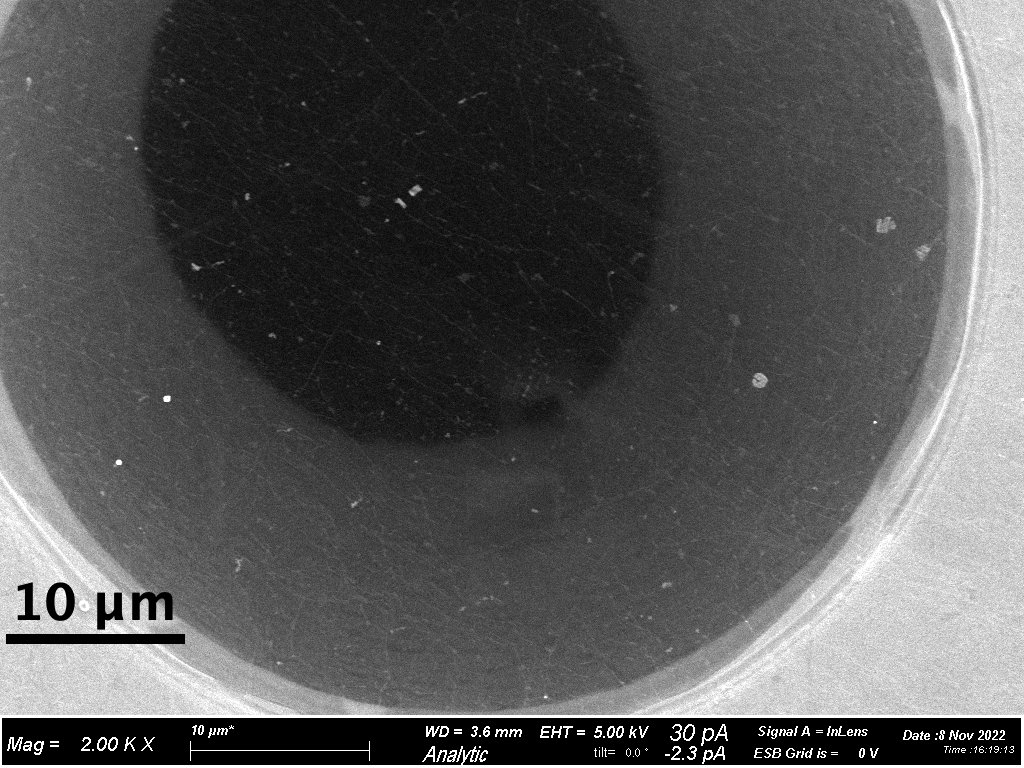 10 µm
Mag = 2.00 K X
10 µm*
WD = 3.6 mm EHT = 5.00 kV 30 pA Signal A = InLens Date :8 Nov 2022
Analytic tilt= 0.0 ° -2.3 pA ESB Grid is = 0 V Time :16:19:13